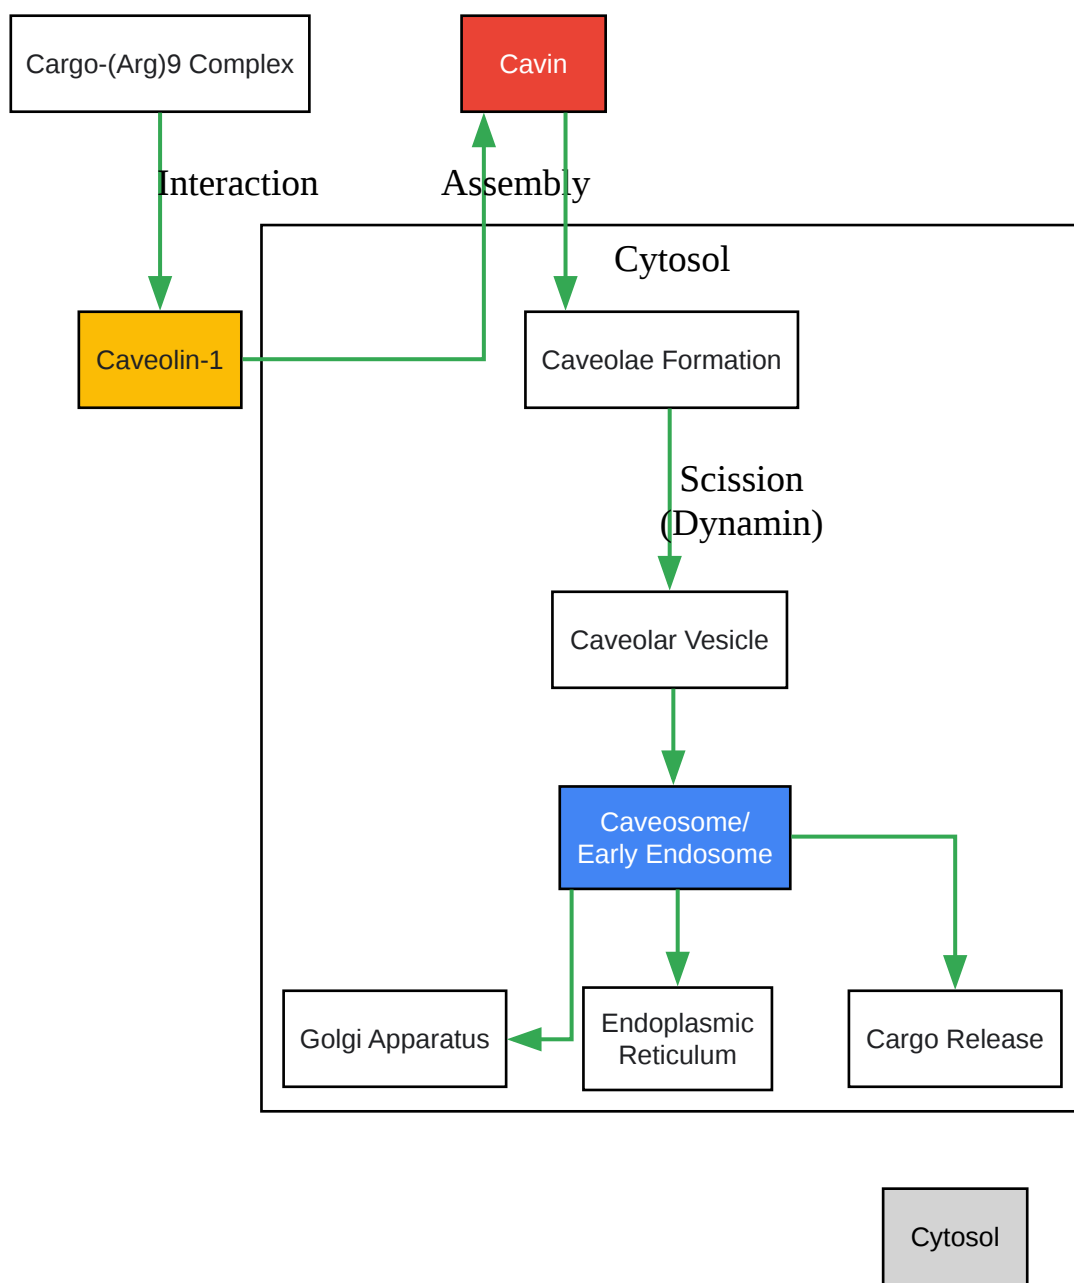 Cargo-(Arg)9 Complex
Cavin
Interaction
Assembly
Cytosol
Caveolin-1
Caveolae Formation
Scission
(Dynamin)
Caveolar Vesicle
Caveosome/
Early Endosome
Golgi Apparatus
Endoplasmic
Reticulum
Cargo Release
Cytosol